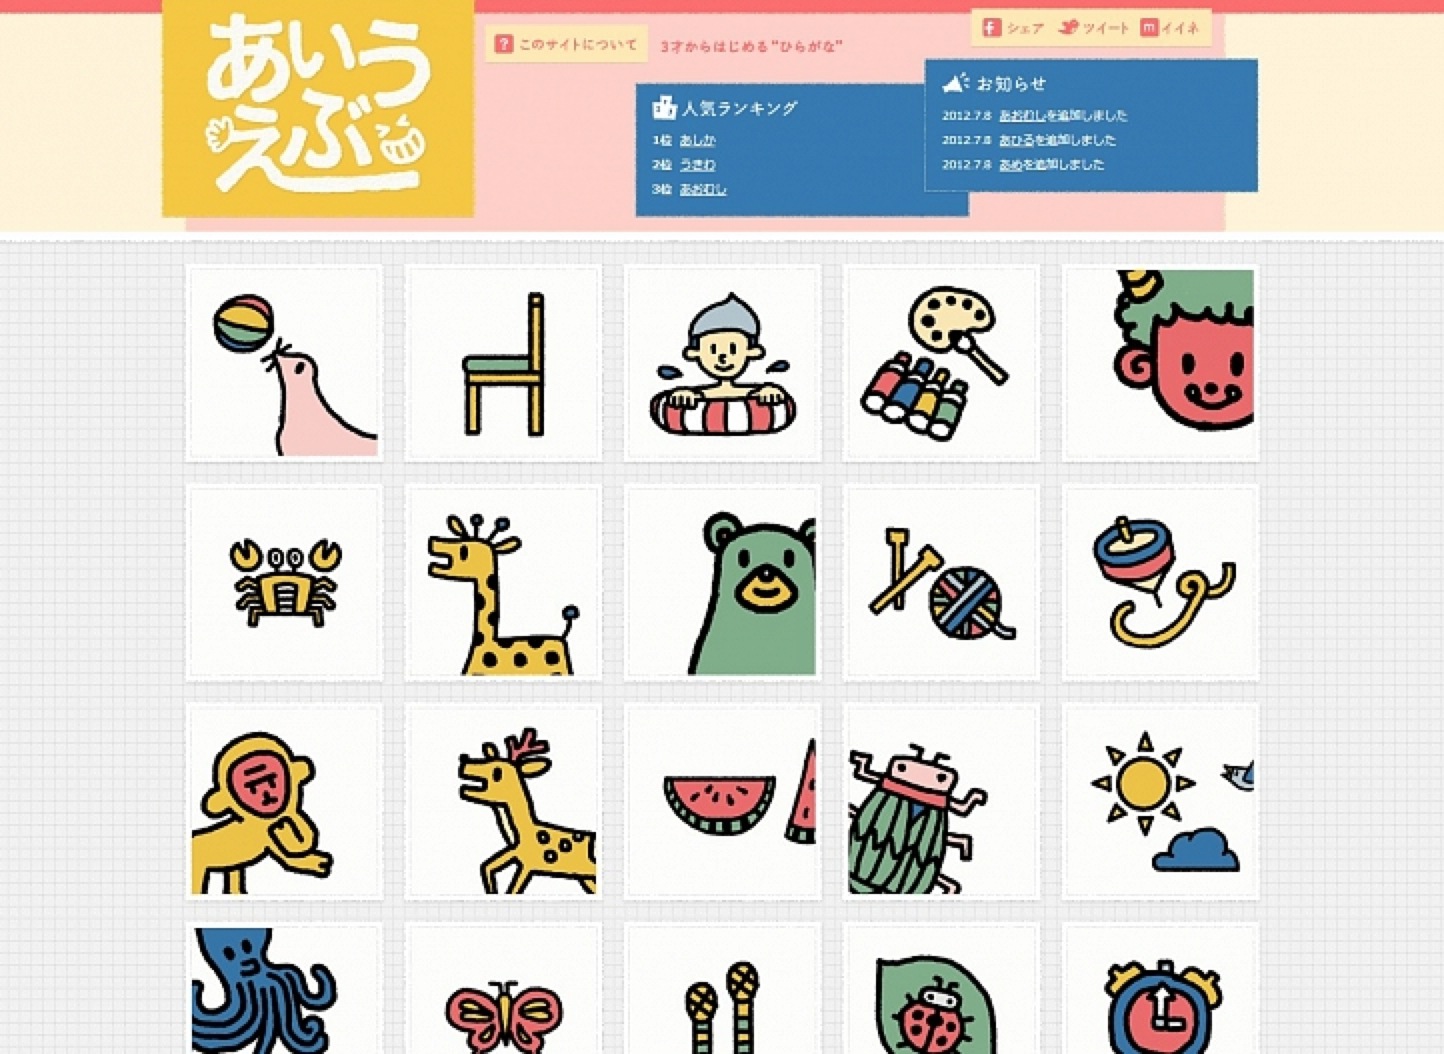 あいう
えぶ
このサイトについて
3才からはじめる"ひらがな"
シェア ツイート イイネ
人気ランキング
1位 あしか
2位 うきわ
3位 あおむし
お知らせ
2012.7.8 あおむしを追加しました
2012.7.8 あひるを追加しました
2012.7.8 あめを追加しました